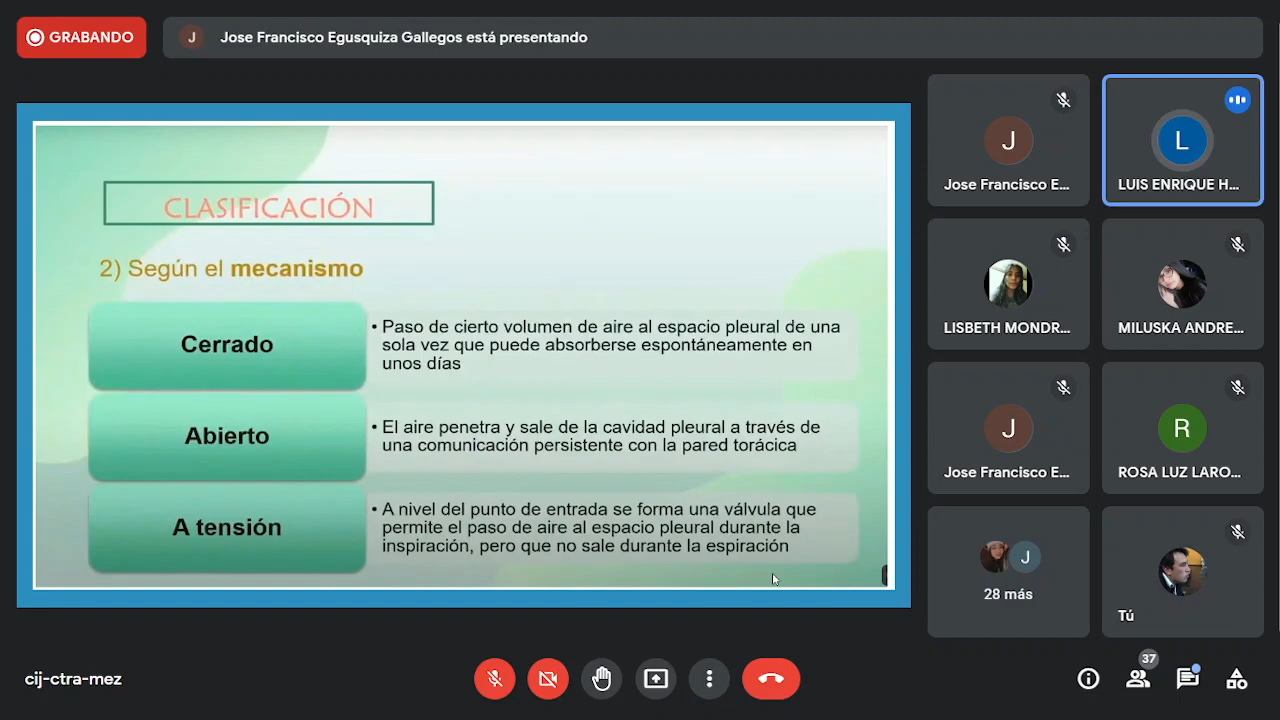 GRABANDO
J
Jose Francisco Egusquiza Gallegos está presentando
CLASIFICACIÓN
2) Según el mecanismo
Cerrado
• Paso de cierto volumen de aire al espacio pleural de una
sola vez que puede absorberse espontáneamente en
unos días
Abierto
• El aire penetra y sale de la cavidad pleural a través de
una comunicación persistente con la pared torácica
A tensión
• A nivel del punto de entrada se forma una válvula que
permite el paso de aire al espacio pleural durante la
inspiración, pero que no sale durante la espiración
J
Jose Francisco E...
L
LUIS ENRIQUE H...
LISBETH MONDR...
MILUSKA ANDRE...
J
Jose Francisco E...
R
ROSA LUZ LARO...
J
28 más
Tú
cij-ctra-mez
37